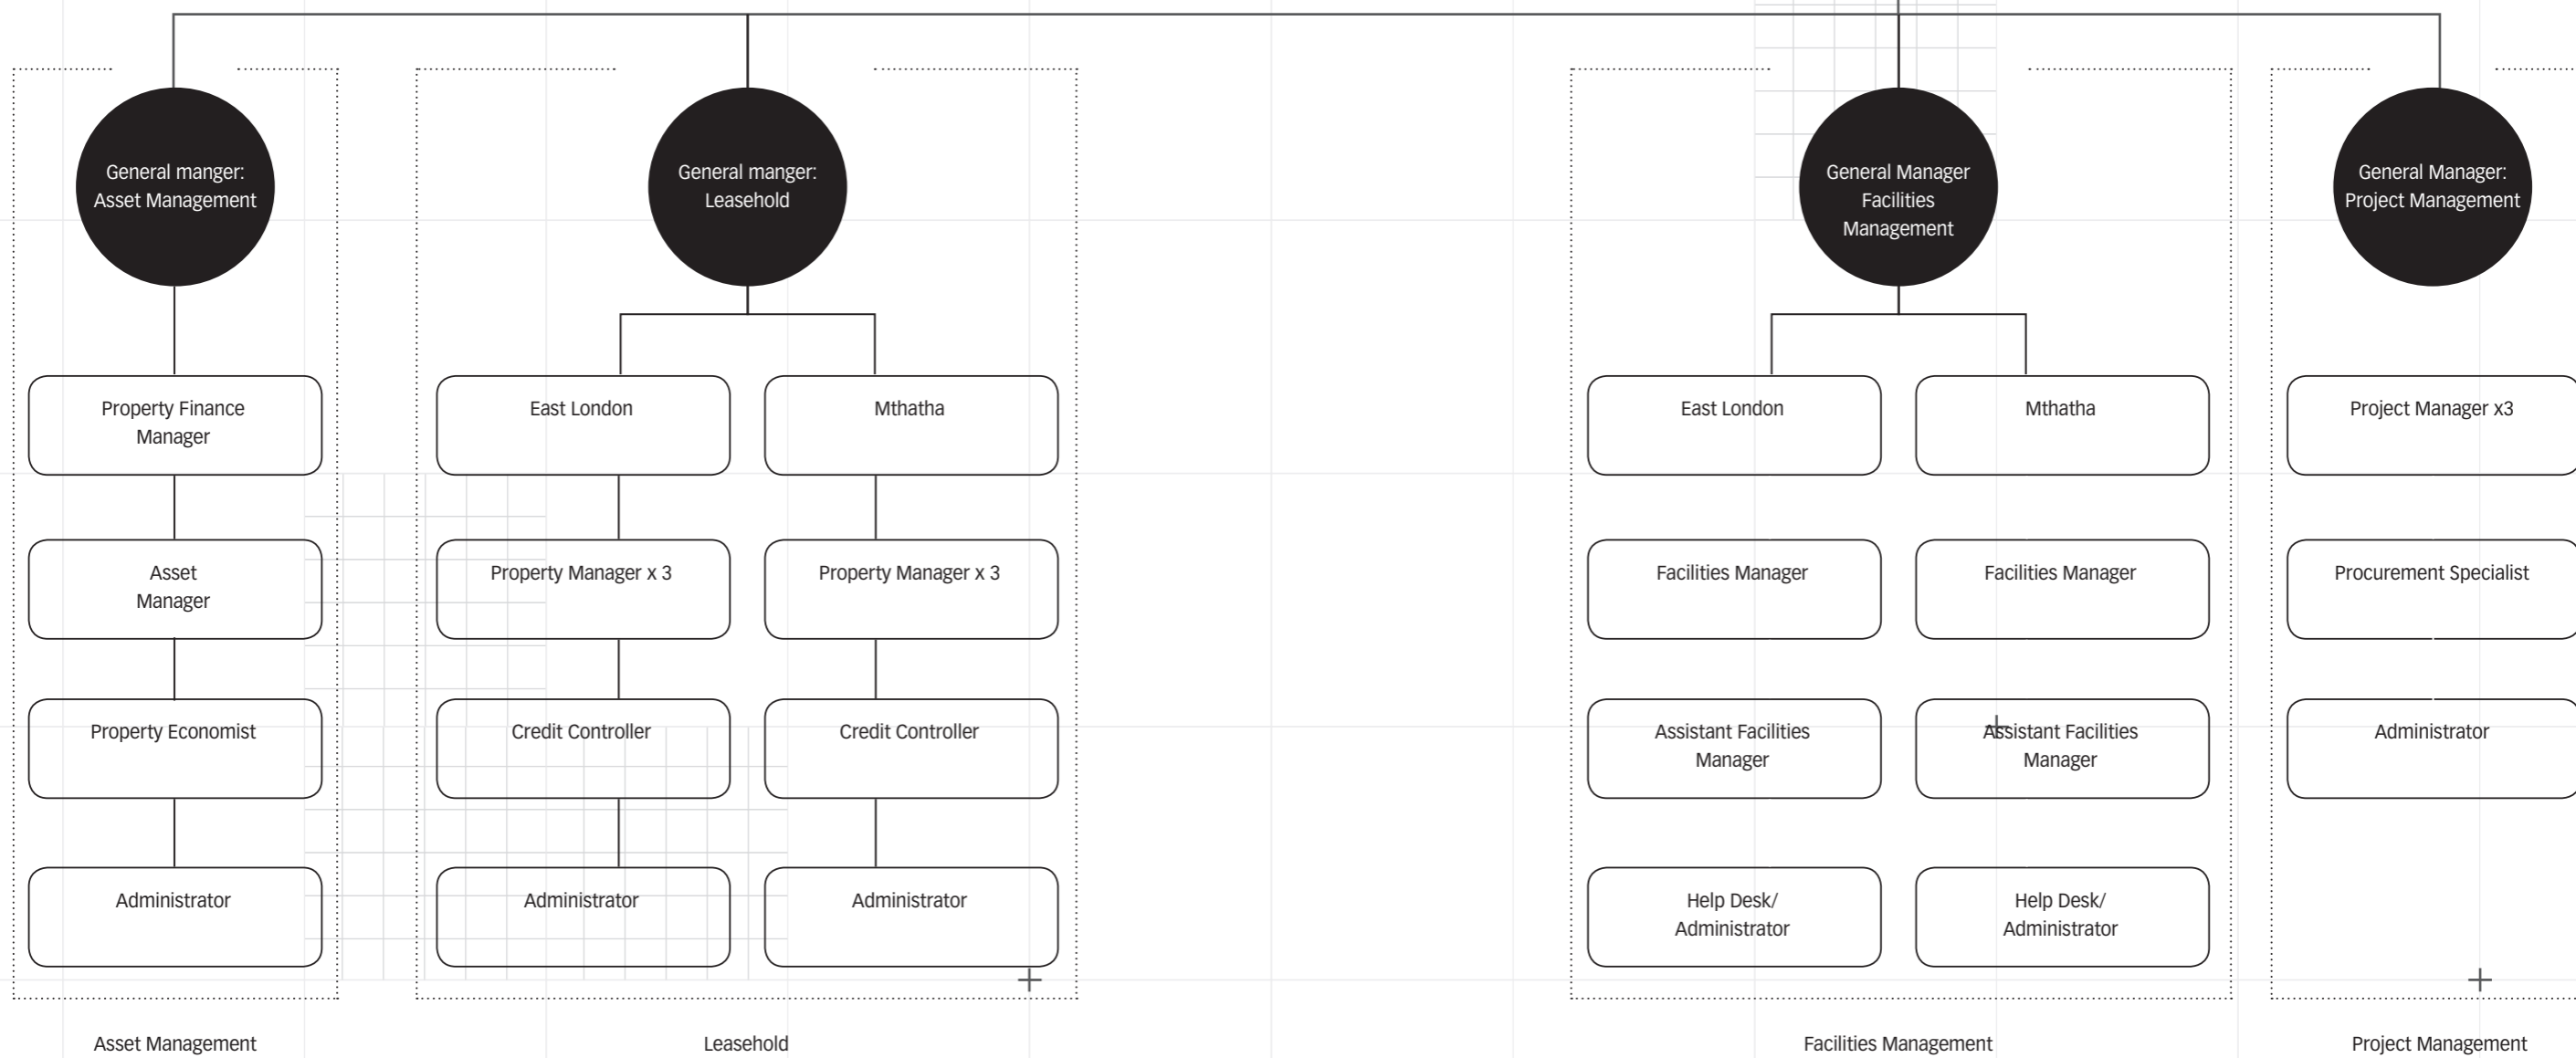 General manger:
Asset Management
General manger:
Leasehold
General Manager
Facilities
Management
General Manager:
Project Management
Property Finance
Manager
East London
Mthatha
East London
Mthatha
Project Manager x3
Asset
Manager
Property Manager x 3
Property Manager x 3
Facilities Manager
Facilities Manager
Procurement Specialist
Property Economist
Credit Controller
Credit Controller
Assistant Facilities
Manager
Assistant Facilities
Manager
Administrator
Administrator
Administrator
Administrator
Help Desk/
Administrator
Help Desk/
Administrator
Asset Management
Leasehold
Facilities Management
Project Management